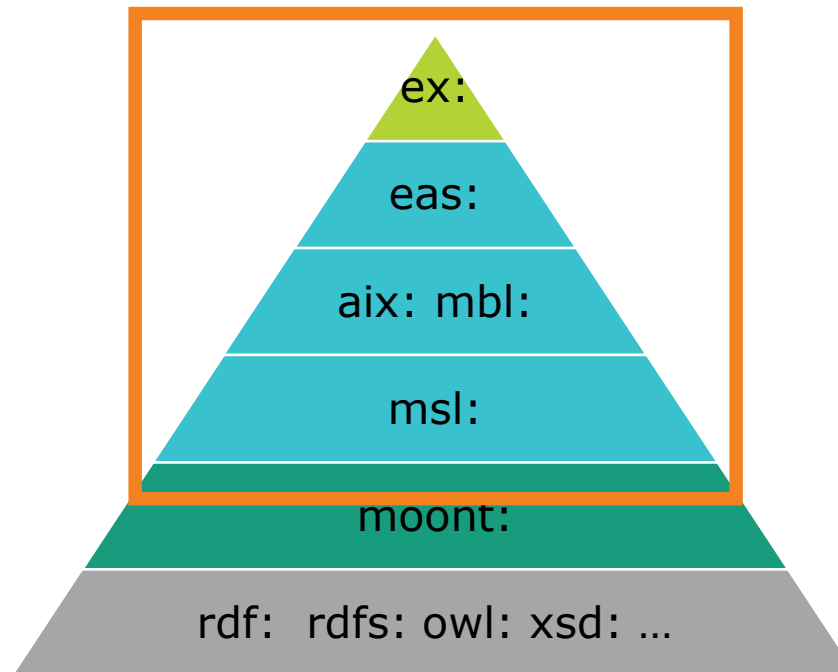 ex:
eas:
aix: mbl:
msl:
moont:
rdf:  rdfs: owl: xsd: …